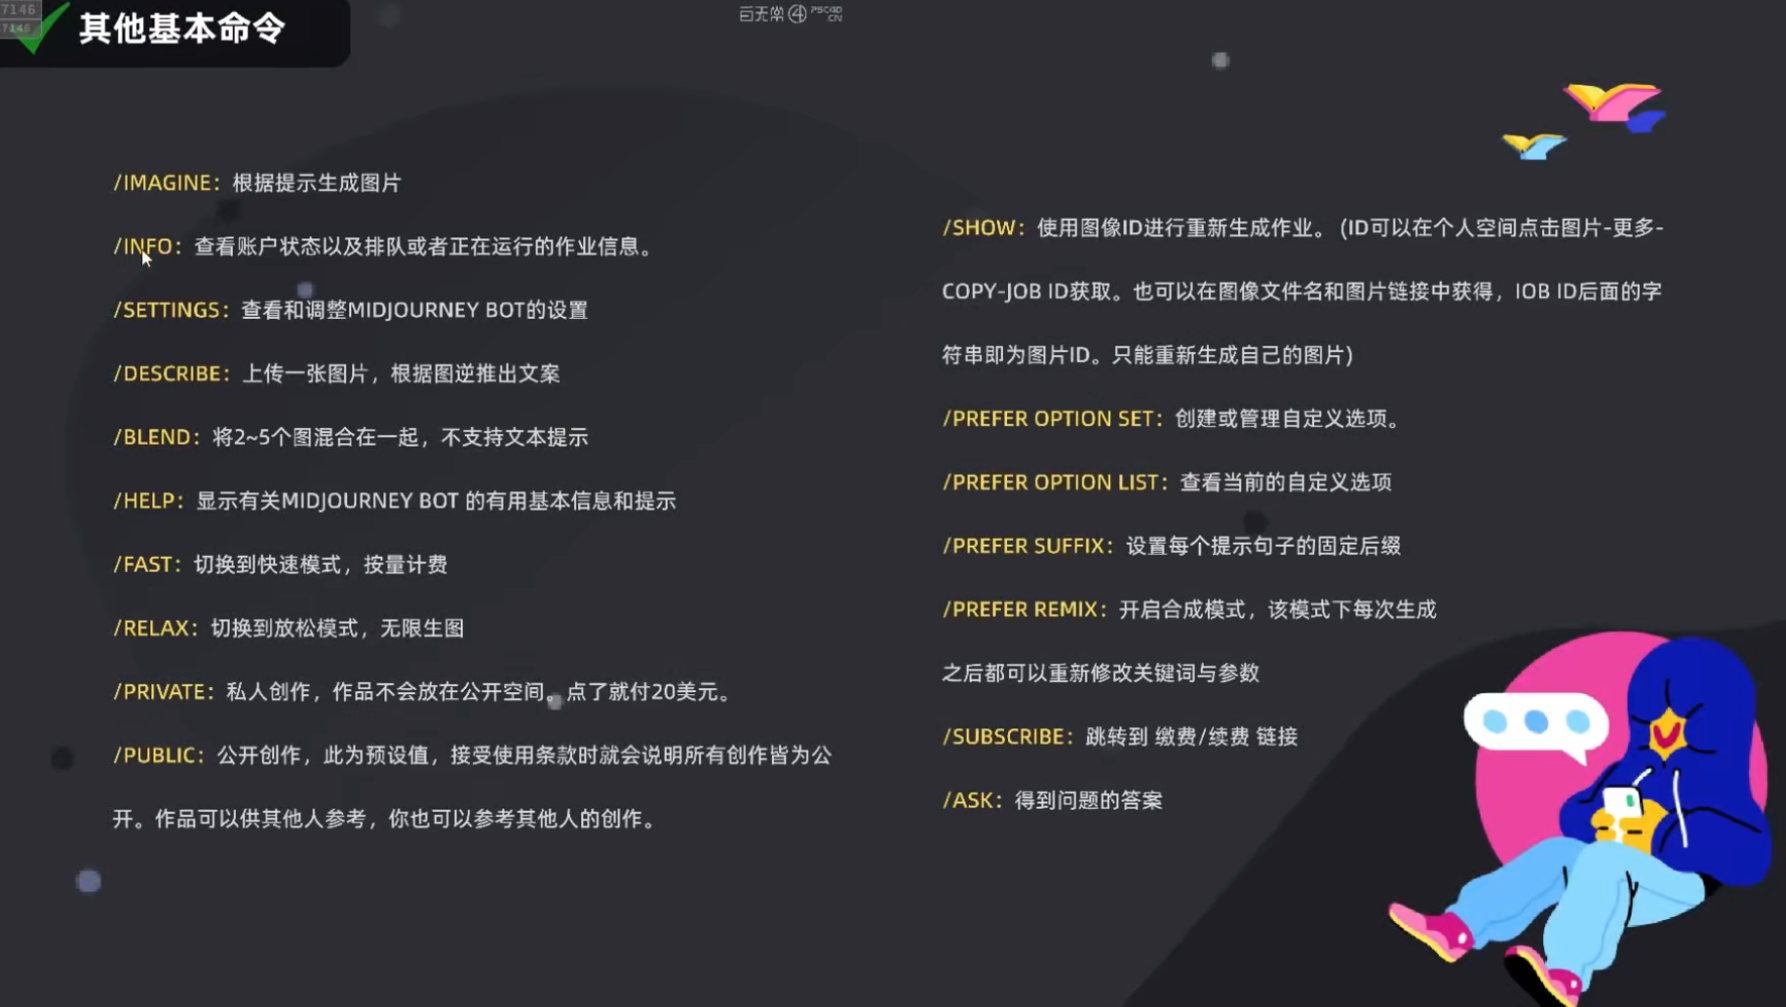 7146
7146
其他基本命令
白无常④PSC4D.CN
/IMAGINE：根据提示生成图片
/INFO：查看账户状态以及排队或者正在运行的作业信息。
/SETTINGS：查看和调整MIDJOURNEY BOT的设置
/DESCRIBE：上传一张图片，根据图逆推出文案
/BLEND：将2~5个图混合在一起，不支持文本提示
/HELP：显示有关MIDJOURNEY BOT 的有用基本信息和提示
/FAST：切换到快速模式，按量计费
/RELAX：切换到放松模式，无限生图
/PRIVATE：私人创作，作品不会放在公开空间。点了就付20美元。
/PUBLIC：公开创作，此为预设值，接受使用条款时就会说明所有创作皆为公
开。作品可以供其他人参考，你也可以参考其他人的创作。
/SHOW：使用图像ID进行重新生成作业。(ID可以在个人空间点击图片-更多-
COPY-JOB ID获取。也可以在图像文件名和图片链接中获得，IOB ID后面的字
符串即为图片ID。只能重新生成自己的图片)
/PREFER OPTION SET：创建或管理自定义选项。
/PREFER OPTION LIST：查看当前的自定义选项
/PREFER SUFFIX：设置每个提示句子的固定后缀
/PREFER REMIX：开启合成模式，该模式下每次生成
之后都可以重新修改关键词与参数
/SUBSCRIBE：跳转到 缴费/续费 链接
/ASK：得到问题的答案